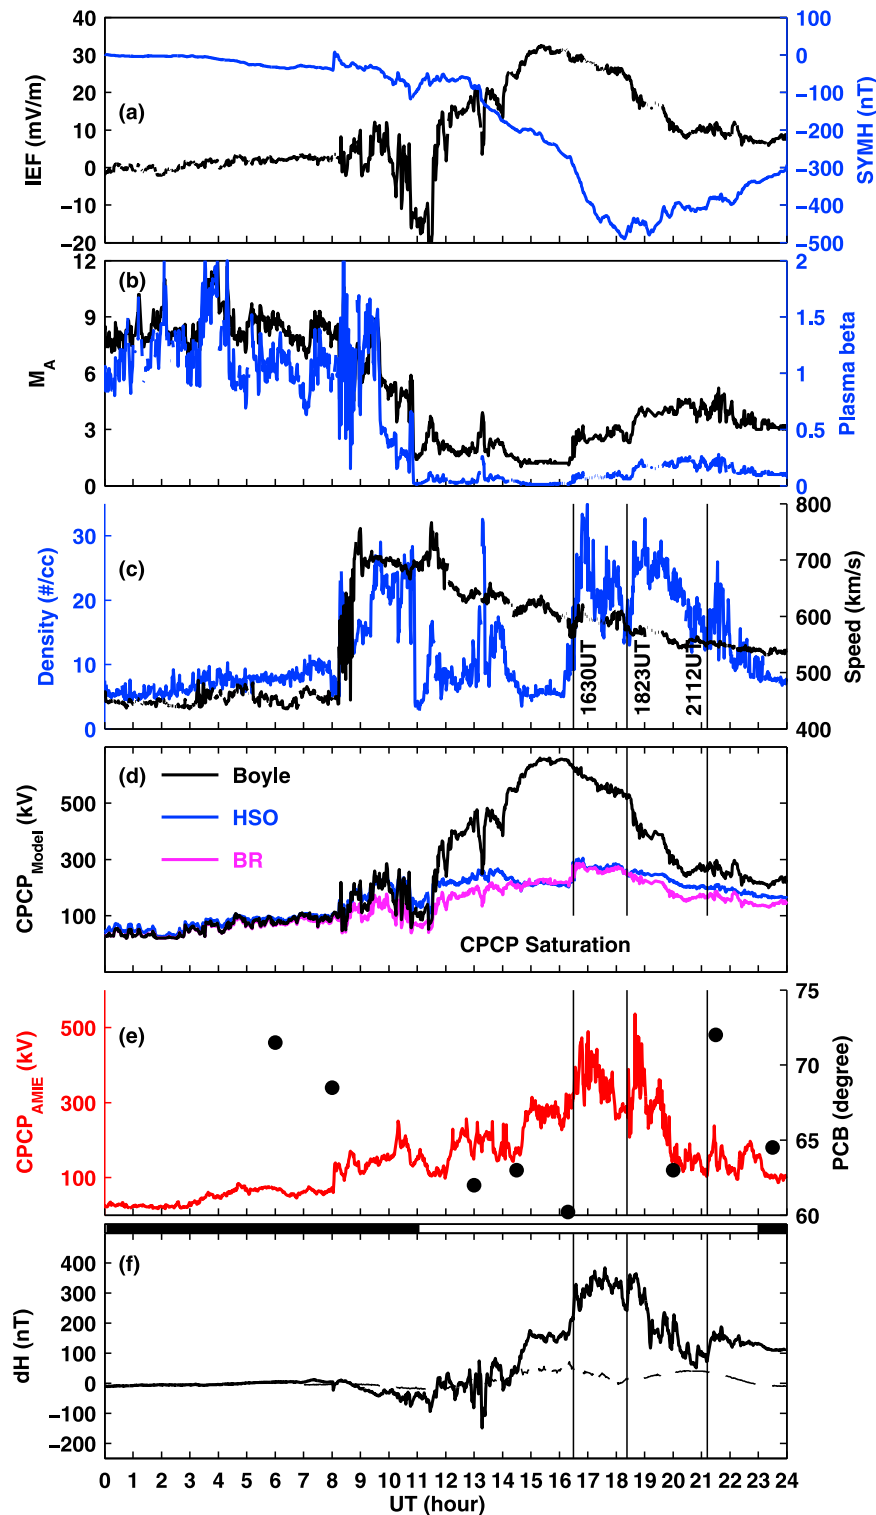 40 100
30 0
20 −100
10 −200
0 −300
−10 −400
−20 −500
IEF (mV/m)
(a)
SYMH (nT)
12 2
9 1.5
6 1
3 0.5
0 0
M_A
(b)
Plasma beta
30 800
20 700
10 600
0 500
400
Density (#/cc)
(c)
Speed (km/s)
1630UT
1823UT
2112UT
500
300
100
CPCP_Model (kV)
(d)
Boyle
HSO
BR
CPCP Saturation
500 75
300 70
100 65
60
CPCP_AMIE (kV)
(e)
PCB (degree)
400
300
200
100
0
−100
−200
dH (nT)
(f)
0 1 2 3 4 5 6 7 8 9 10 11 12 13 14 15 16 17 18 19 20 21 22 23 24
UT (hour)